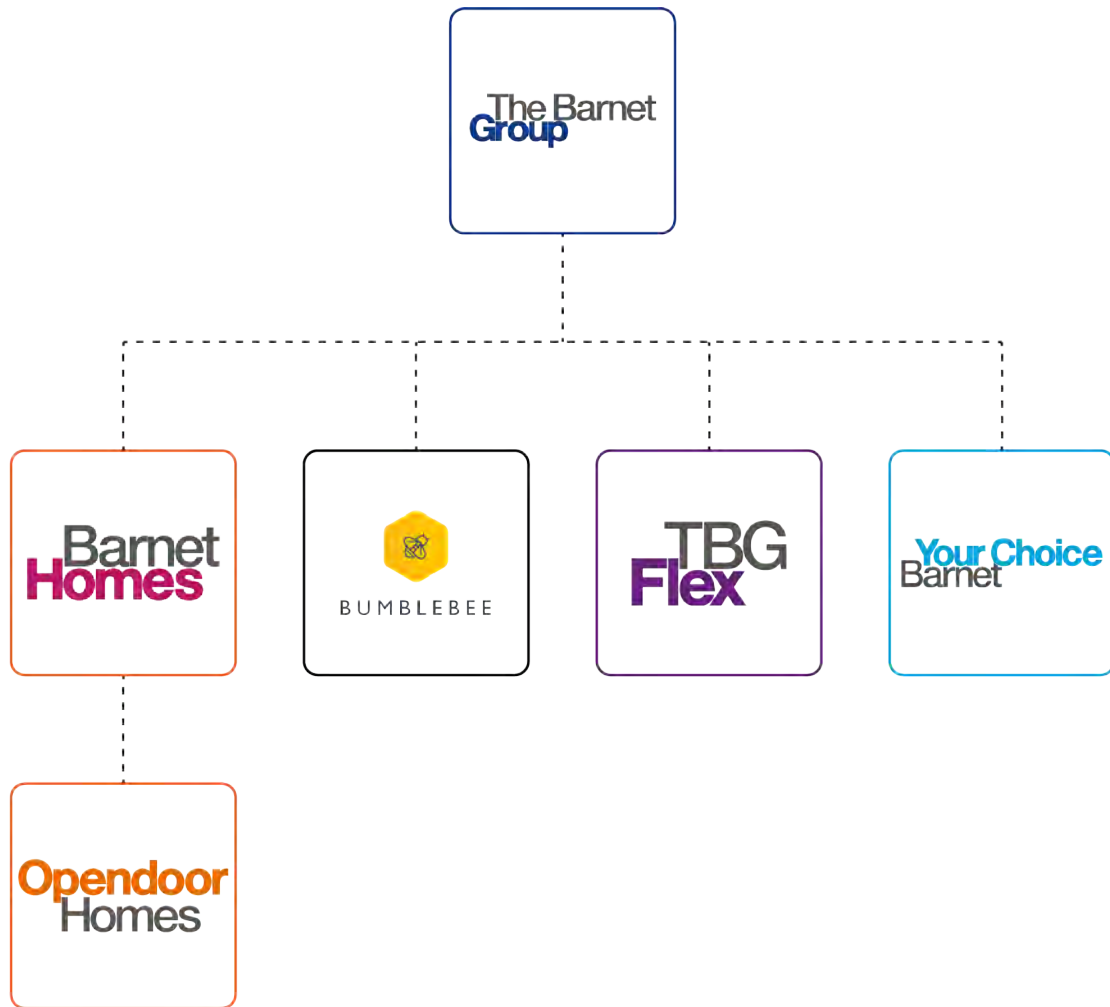 The Barnet
Group
Barnet
Homes
BUMBLEBEE
TBG
Flex
Your Choice
Barnet
Opendoor
Homes